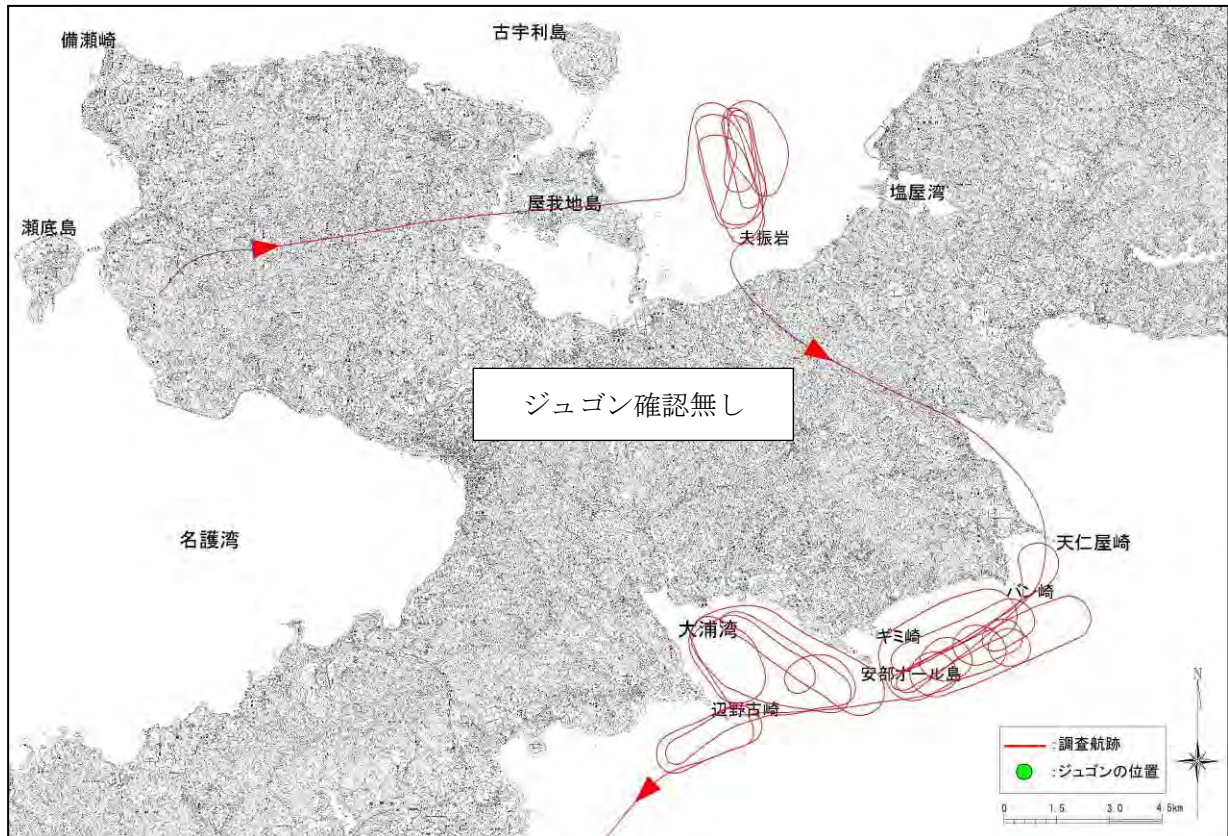 備瀬崎
古宇利島
塩屋湾
屋我地島
瀬底島
夫振岩
ジュゴン確認無し
名護湾
天仁屋崎
バン崎
大浦湾
ギミ崎
安部オール島
辺野古崎
N
:調査航跡
:ジュゴンの位置
0 1.5 3.0 4.5km